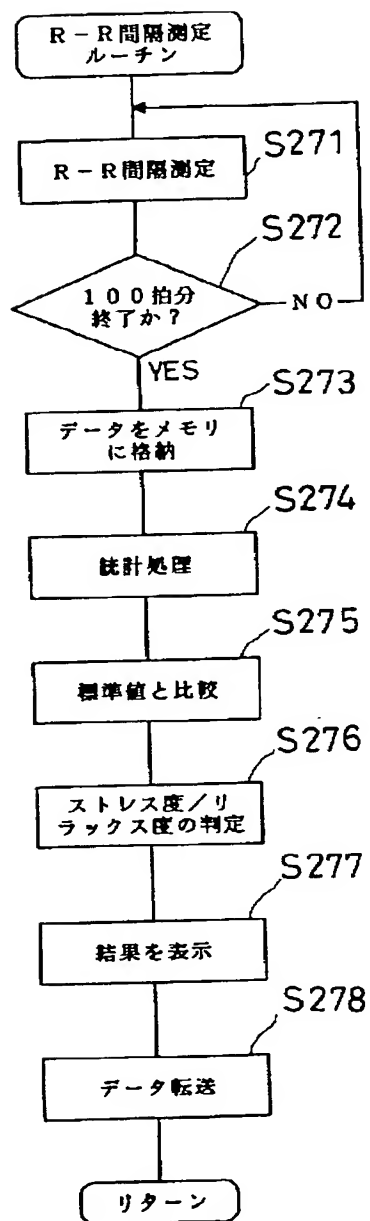 R－R間隔測定
ルーチン
S271
R－R間隔測定
S272
100拍分
終了か？
NO
YES
S273
データをメモリ
に格納
S274
統計処理
S275
標準値と比較
S276
ストレス度／リ
ラックス度の判定
S277
結果を表示
S278
データ転送
リターン